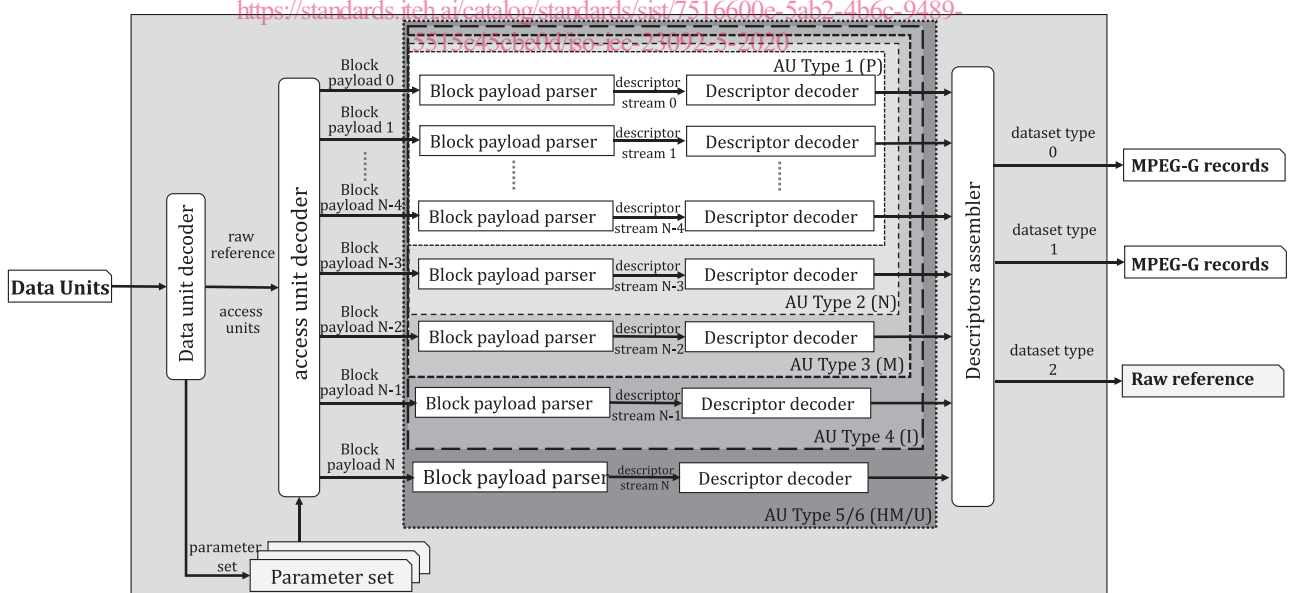 https://standards.iteh.ai/catalog/standards/sist/7516600e-5ab2-4b6c-9489-
5515e45cbe0d/iso-iec-23092-5-2020
AU Type 1 (P)
Block
payload 0
Block payload parser
descriptor
stream 0
Descriptor decoder
Block
payload 1
Block payload parser
descriptor
stream 1
Descriptor decoder
Block
payload N-4
Block payload parser
descriptor
stream N-4
Descriptor decoder
Block
payload N-3
Block payload parser
descriptor
stream N-3
Descriptor decoder
AU Type 2 (N)
Block
payload N-2
Block payload parser
descriptor
stream N-2
Descriptor decoder
AU Type 3 (M)
Block
payload N-1
Block payload parser
descriptor
stream N-1
Descriptor decoder
AU Type 4 (I)
Block
payload N
Block payload parser
descriptor
stream N
Descriptor decoder
AU Type 5/6 (HM/U)
Data Units
Data unit decoder
raw
reference
access
units
access unit decoder
parameter
set
Parameter set
Descriptors assembler
dataset type
0
MPEG-G records
dataset type
1
MPEG-G records
dataset type
2
Raw reference